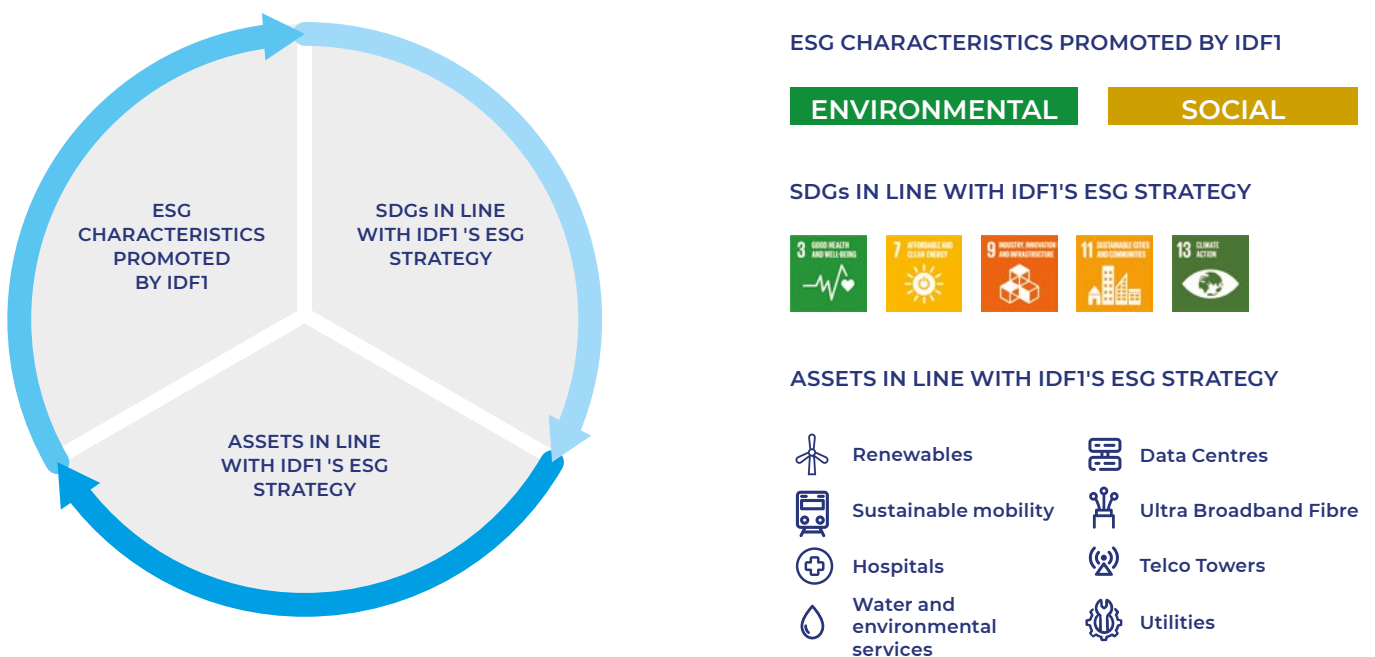 ESG
CHARACTERISTICS
PROMOTED
BY IDF1
SDGs IN LINE
WITH IDF1 'S ESG
STRATEGY
ASSETS IN LINE
WITH IDF1 'S ESG
STRATEGY
ESG CHARACTERISTICS PROMOTED BY IDF1
ENVIRONMENTAL
SOCIAL
SDGs IN LINE WITH IDF1'S ESG STRATEGY
3 GOOD HEALTH
AND WELL-BEING
7 AFFORDABLE AND
CLEAN ENERGY
9 INDUSTRY, INNOVATION
AND INFRASTRUCTURE
11 SUSTAINABLE CITIES
AND COMMUNITIES
13 CLIMATE
ACTION
ASSETS IN LINE WITH IDF1'S ESG STRATEGY
Renewables
Data Centres
Sustainable mobility
Ultra Broadband Fibre
Hospitals
Telco Towers
Water and
environmental
services
Utilities